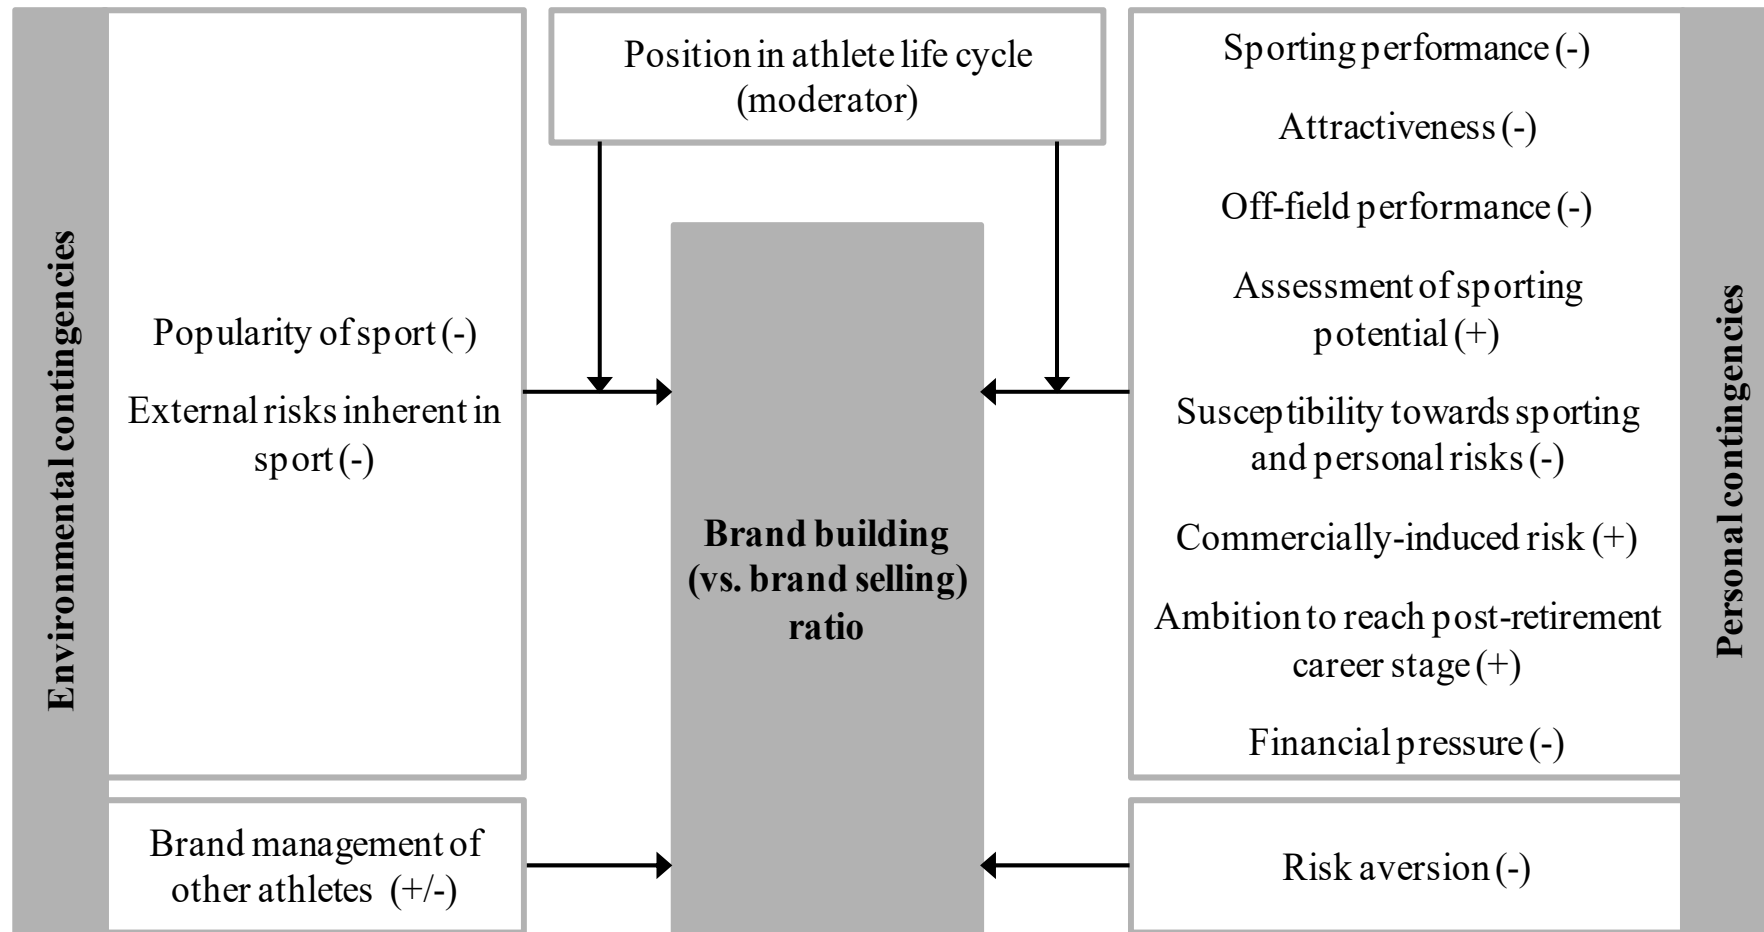 Environmental contingencies
Popularity of sport (-)
External risks inherent in
sport (-)
Brand management of
other athletes (+/-)
Position in athlete life cycle
(moderator)
Brand building
(vs. brand selling)
ratio
Sporting performance (-)
Attractiveness (-)
Off-field performance (-)
Assessment of sporting
potential (+)
Susceptibility towards sporting
and personal risks (-)
Commercially-induced risk (+)
Ambition to reach post-retirement
career stage (+)
Financial pressure (-)
Risk aversion (-)
Personal contingencies